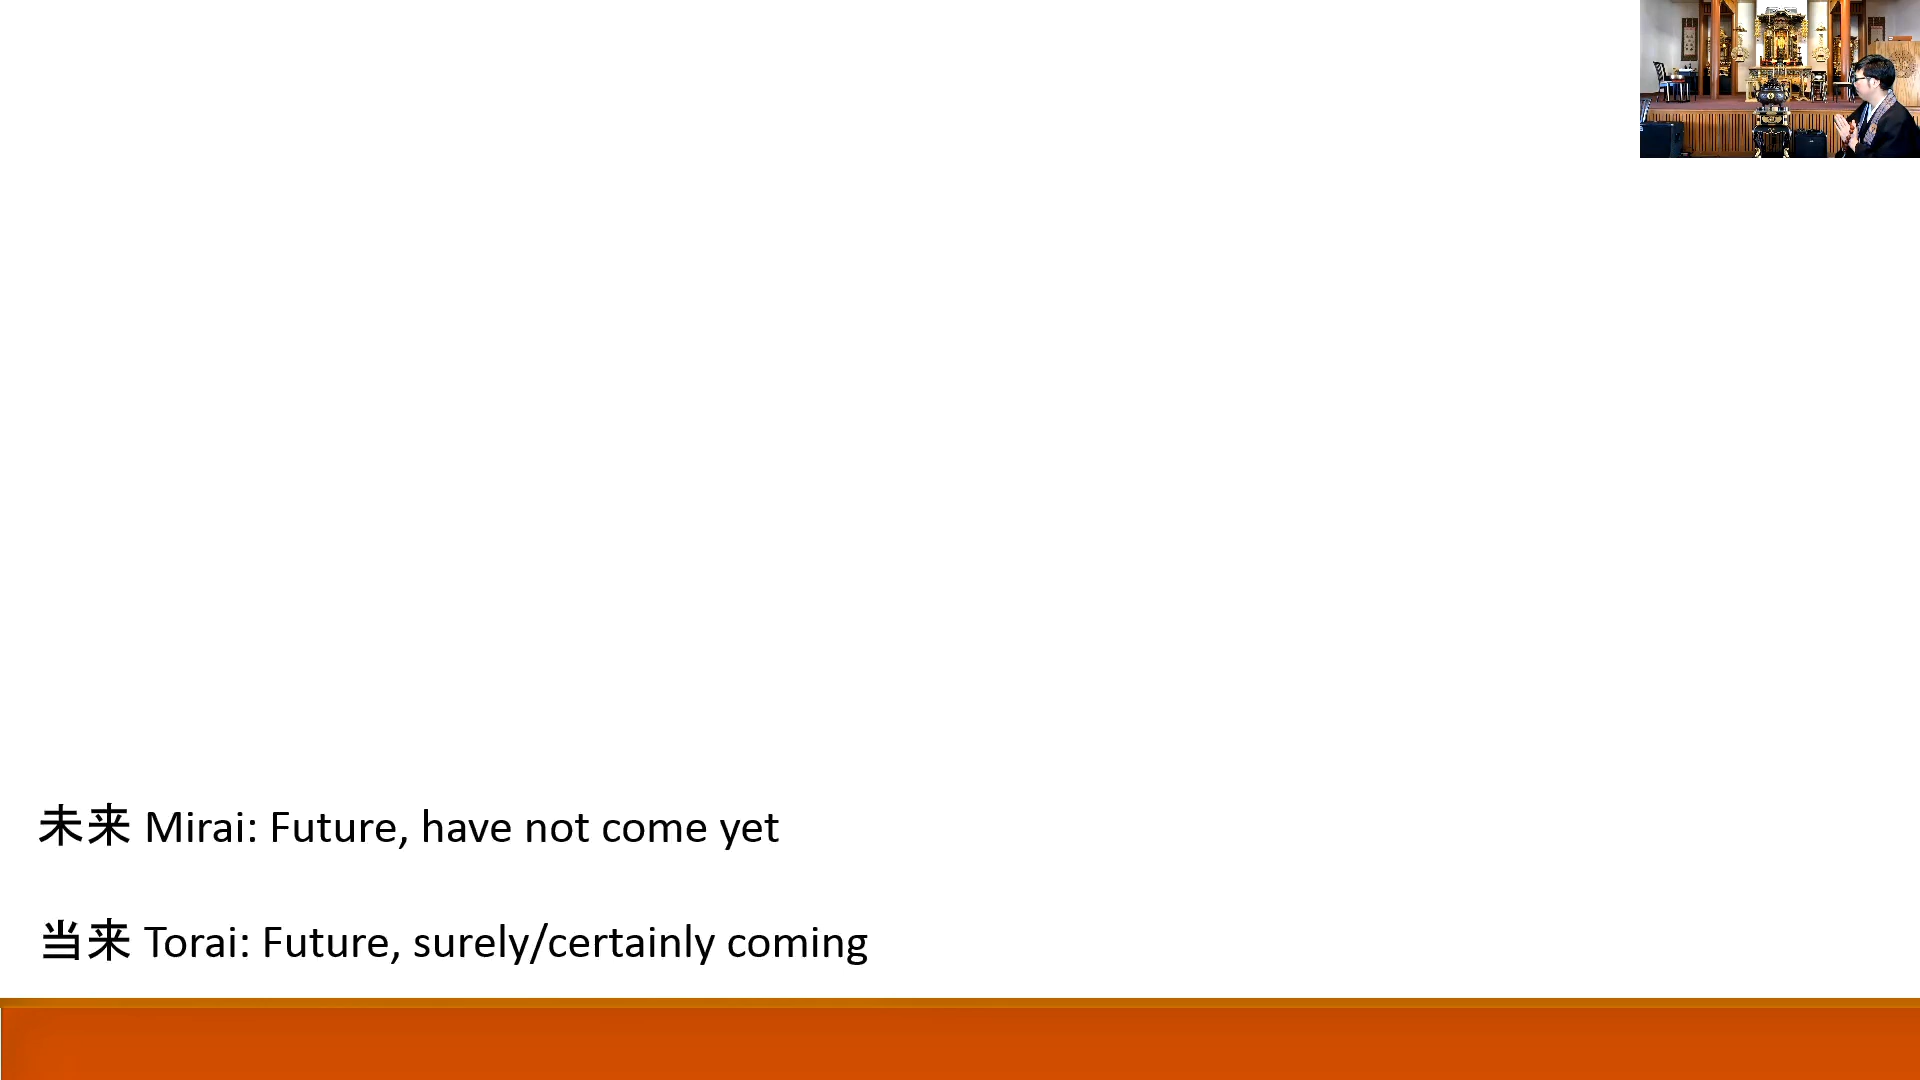 未来 Mirai: Future, have not come yet
当来 Torai: Future, surely/certainly coming